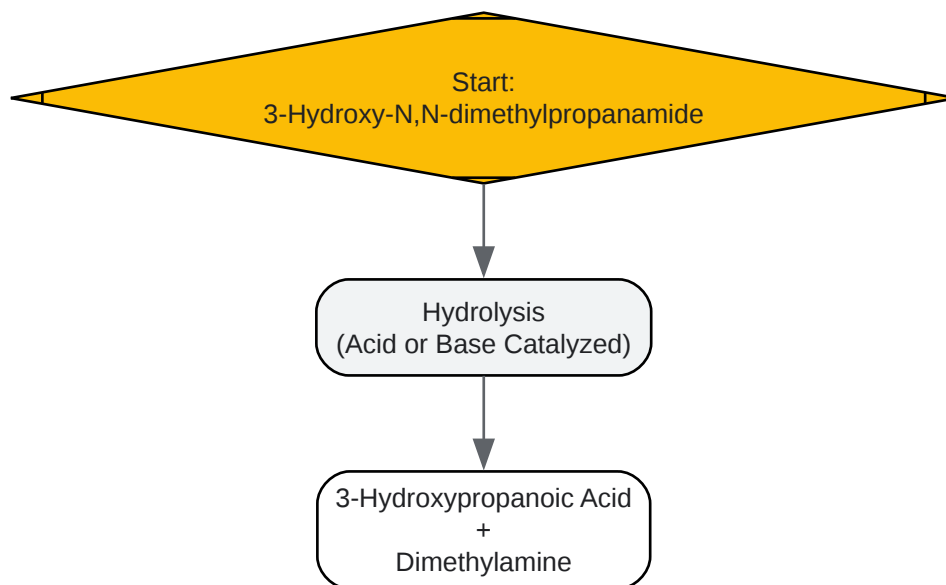 Start:
3-Hydroxy-N,N-dimethylpropanamide
Hydrolysis
(Acid or Base Catalyzed)
3-Hydroxypropanoic Acid
+
Dimethylamine